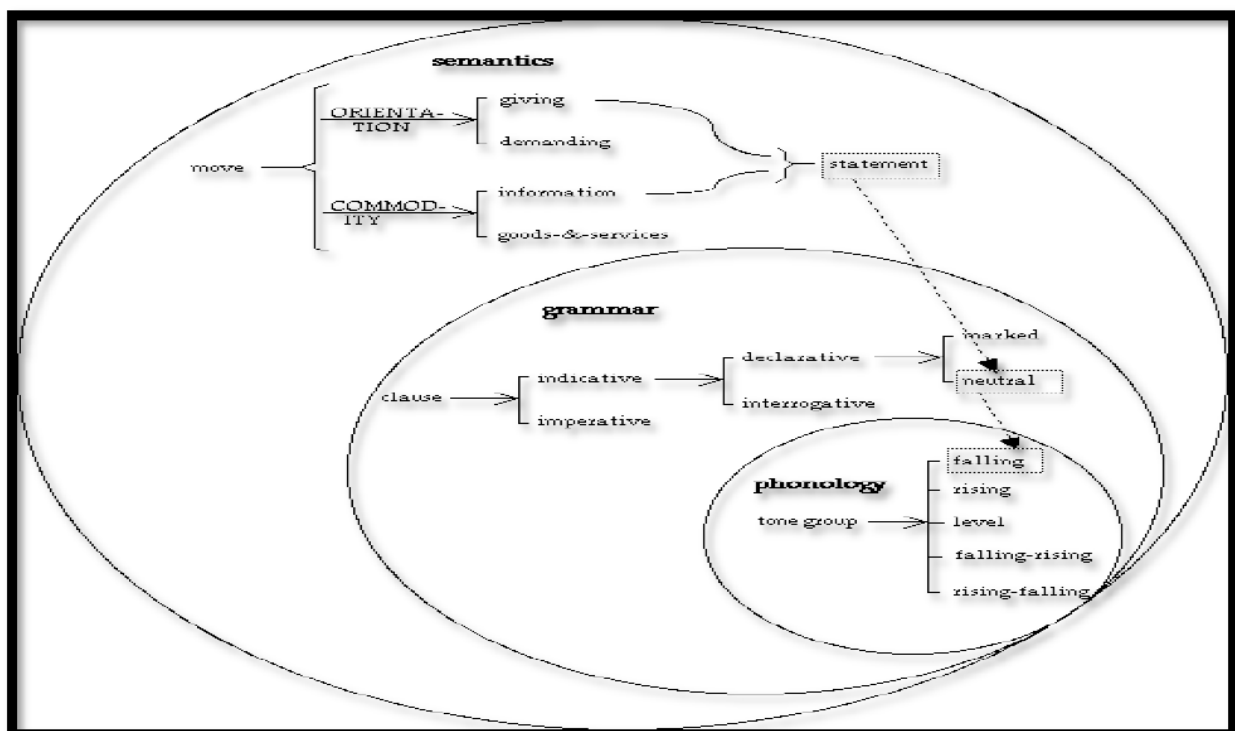 semantics
giving
ORIENTA-
TION
demanding
move
statement
information
COMMOD-
ITY
goods-&-services
grammar
marked
declarative
neutral
indicative
clause
interrogative
imperative
falling
phonology
rising
tone group
level
falling-rising
rising-falling